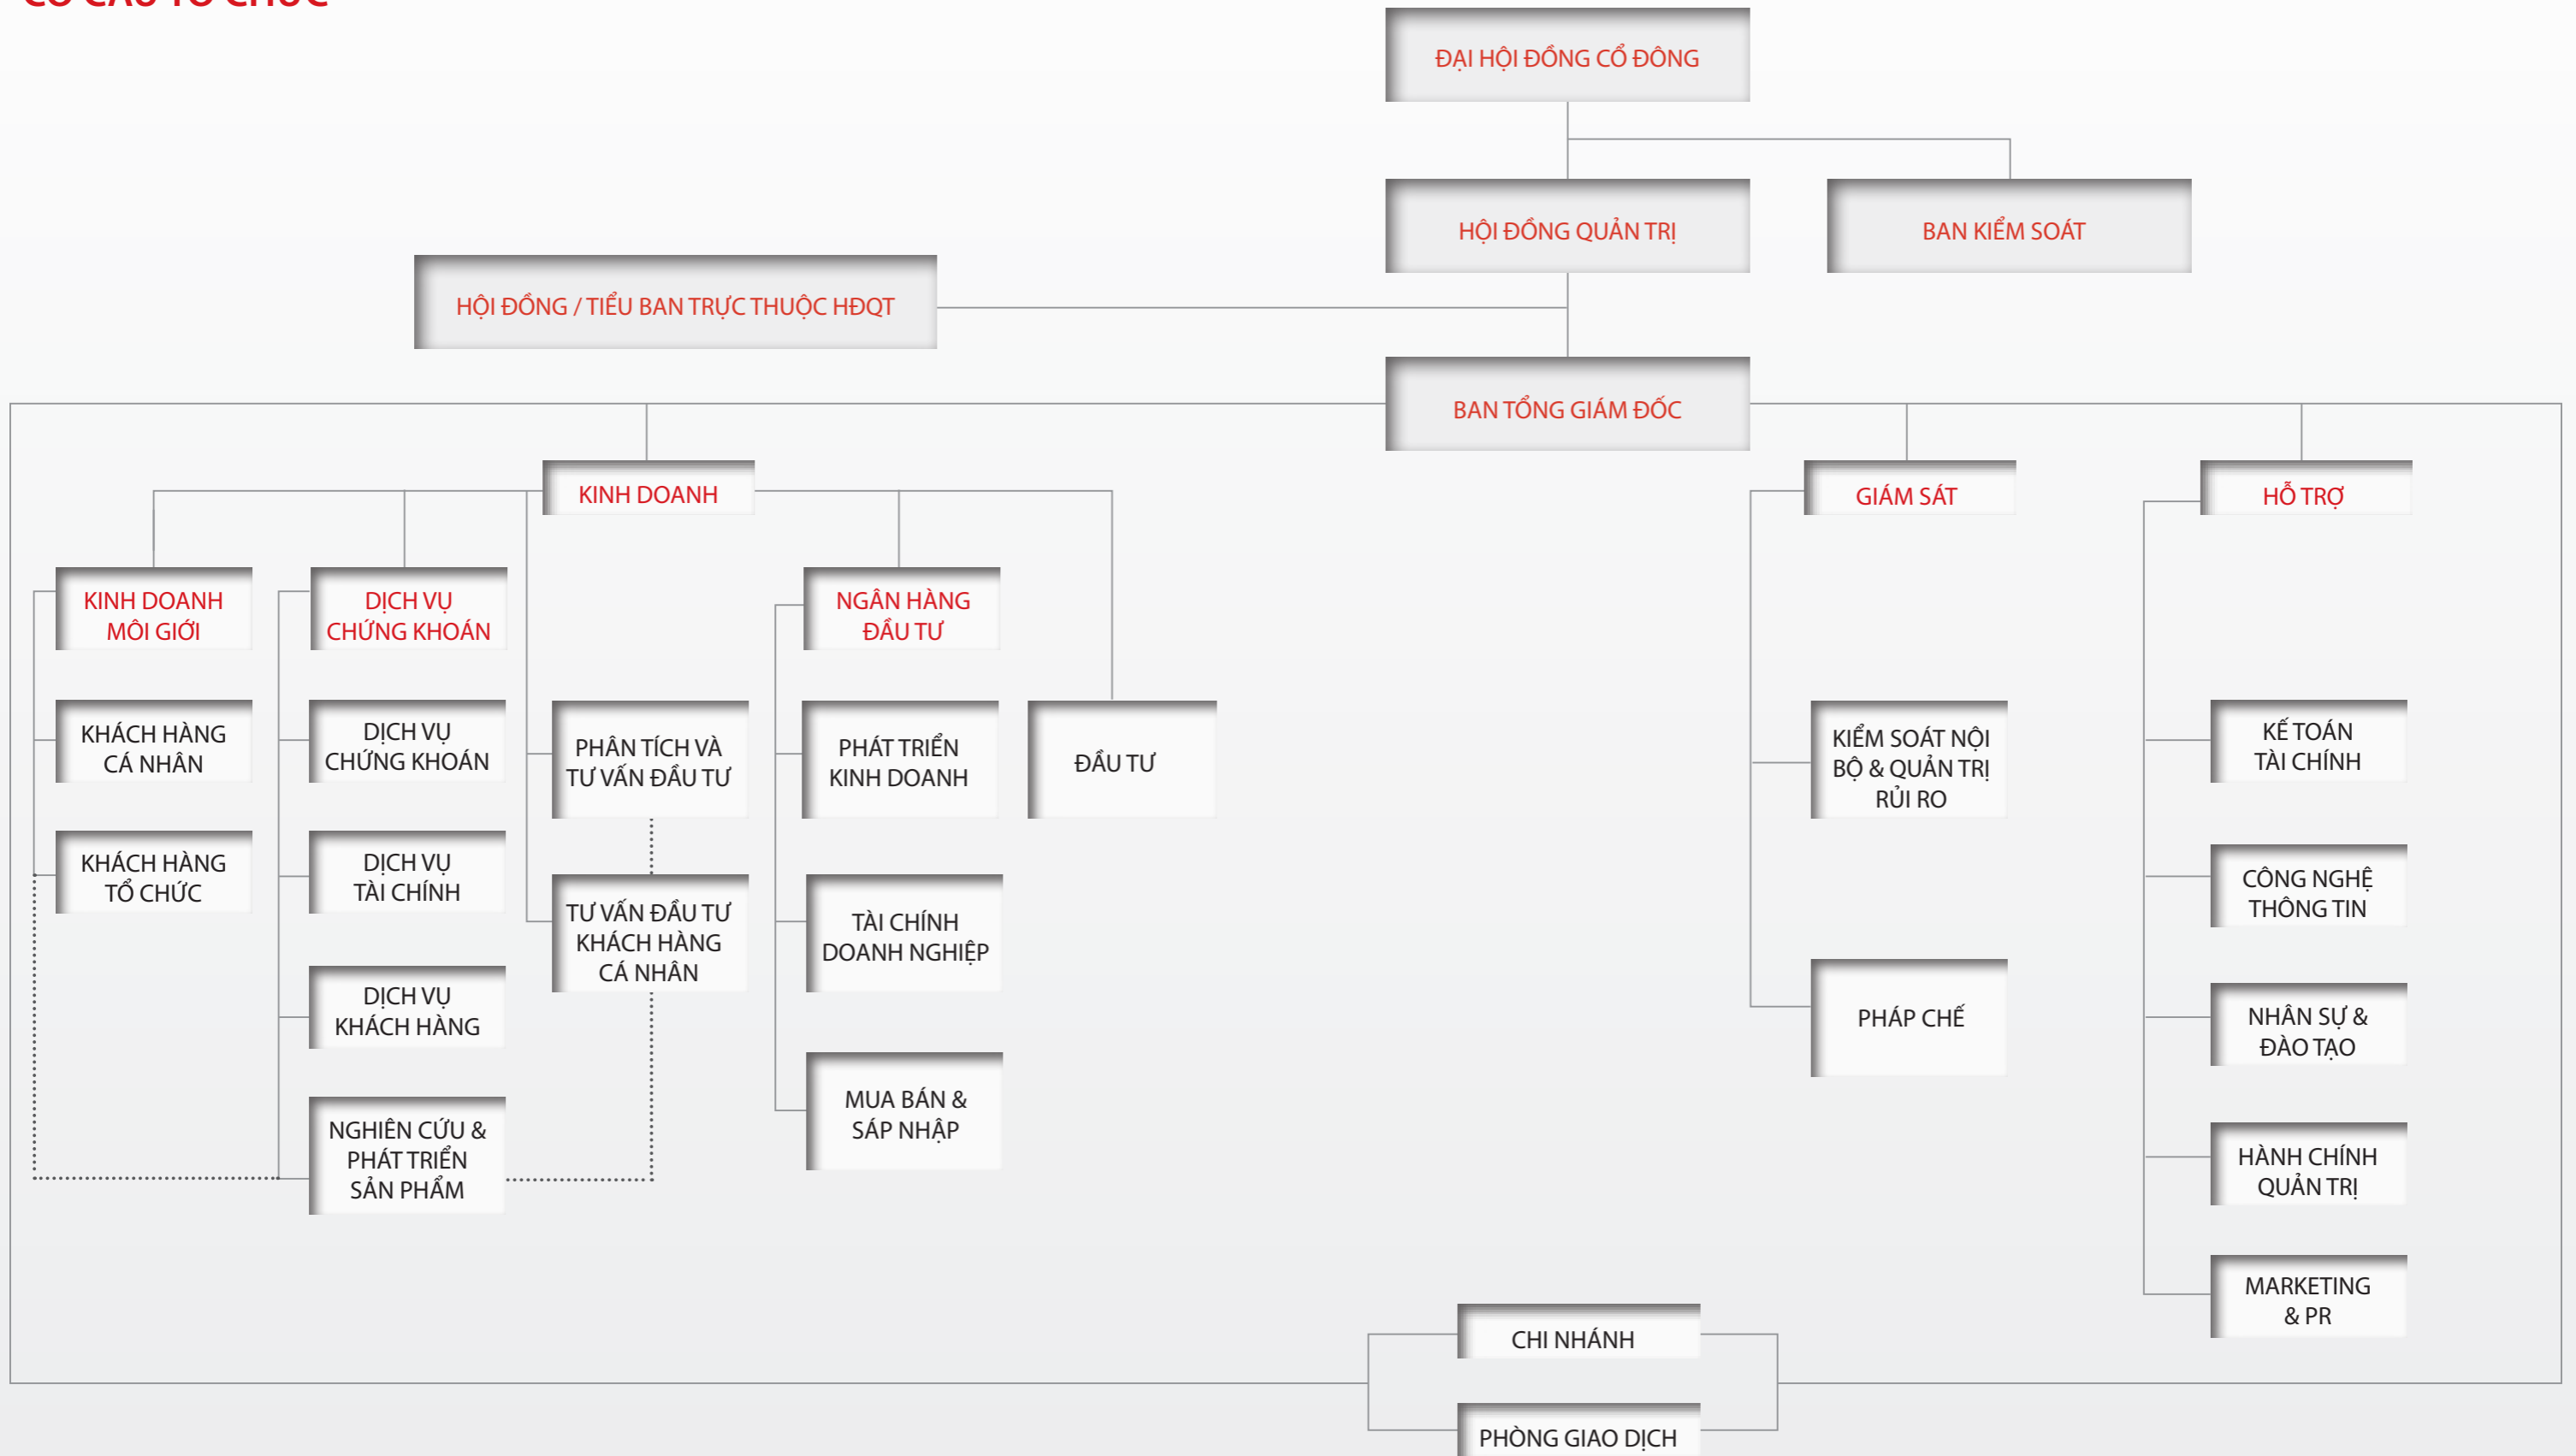 CƠ CẤU TỔ CHỨC
ĐẠI HỘI ĐỒNG CỔ ĐÔNG
HỘI ĐỒNG QUẢN TRỊ
BAN KIỂM SOÁT
HỘI ĐỒNG / TIỂU BAN TRỰC THUỘC HĐQT
BAN TỔNG GIÁM ĐỐC
KINH DOANH
GIÁM SÁT
HỖ TRỢ
KINH DOANH
MÔI GIỚI
KHÁCH HÀNG
CÁ NHÂN
KHÁCH HÀNG
TỔ CHỨC
DỊCH VỤ
CHỨNG KHOÁN
DỊCH VỤ
CHỨNG KHOÁN
DỊCH VỤ
TÀI CHÍNH
DỊCH VỤ
KHÁCH HÀNG
NGHIÊN CỨU &
PHÁT TRIỂN
SẢN PHẨM
PHÂN TÍCH VÀ
TƯ VẤN ĐẦU TƯ
TƯ VẤN ĐẦU TƯ
KHÁCH HÀNG
CÁ NHÂN
NGÂN HÀNG
ĐẦU TƯ
PHÁT TRIỂN
KINH DOANH
TÀI CHÍNH
DOANH NGHIỆP
MUA BÁN &
SÁP NHẬP
ĐẦU TƯ
KIỂM SOÁT NỘI
BỘ & QUẢN TRỊ
RỦI RO
PHÁP CHẾ
KẾ TOÁN
TÀI CHÍNH
CÔNG NGHỆ
THÔNG TIN
NHÂN SỰ &
ĐÀO TẠO
HÀNH CHÍNH
QUẢN TRỊ
MARKETING
& PR
CHI NHÁNH
PHÒNG GIAO DỊCH